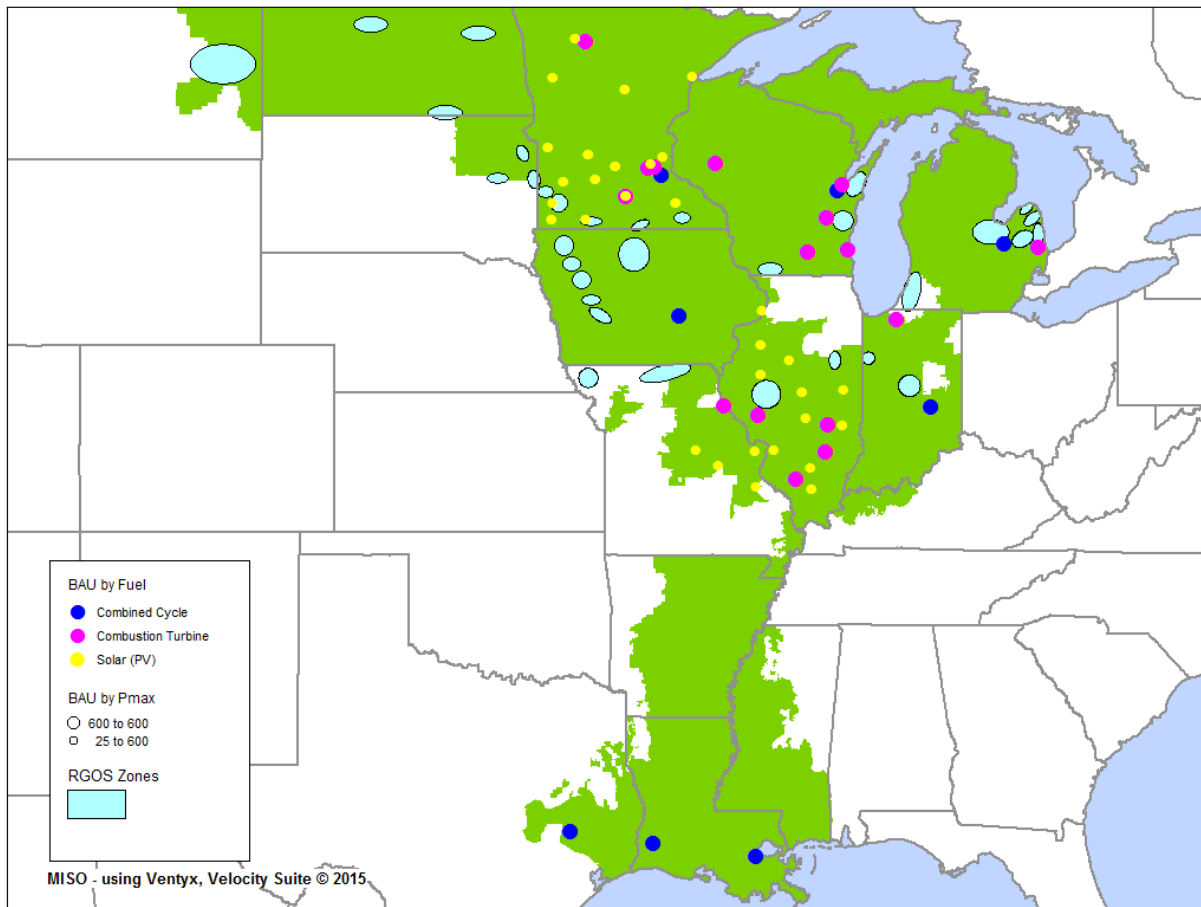 BAU by Fuel
Combined Cycle
Combustion Turbine
Solar (PV)
BAU by Pmax
600 to 600
25 to 600
RGOS Zones
MISO - using Ventyx, Velocity Suite © 2015